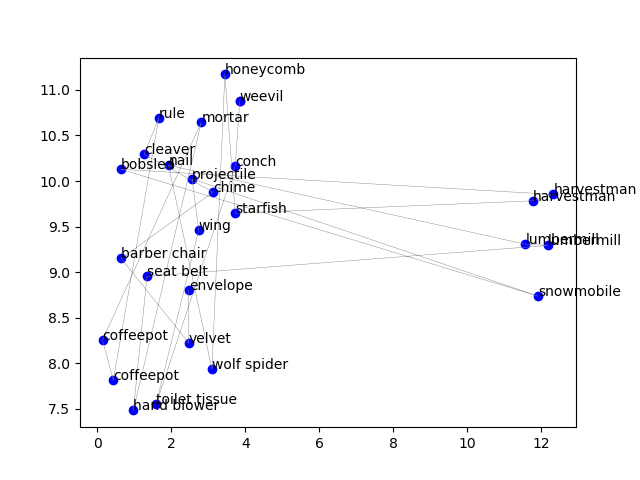 honeycomb
weevil
rule
mortar
cleaver
nail
bobsled
conch
projectile
chime
harvestman
harvestman
starfish
wing
lumbermill
lumbermill
barber chair
seat belt
envelope
snowmobile
coffeepot
velvet
wolf spider
coffeepot
toilet tissue
hand blower
11.0
10.5
10.0
9.5
9.0
8.5
8.0
7.5
0 2 4 6 8 10 12